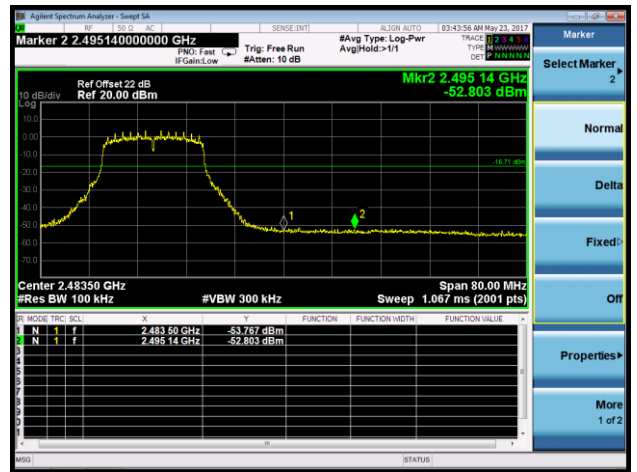 Agilent Spectrum Analyzer - Swept SA
RF 50 Ω AC SENSE:INT ALIGN AUTO 03:43:56 AM May 23, 2017
Marker 2 2.495140000000 GHz
PNO: Fast
IFGain:Low
Trig: Free Run
#Atten: 10 dB
#Avg Type: Log-Pwr
Avg|Hold:>1/1
TRACE 1 2 3 4 5 6
TYPE M WWWWW
DET P N N N N N
Ref Offset 22 dB
10 dB/div Ref 20.00 dBm
Log
Mkr2 2.495 14 GHz
-52.803 dBm
10.0
0.00
-10.0
-20.0
-30.0
-40.0
-50.0
-60.0
-70.0
-16.71 dBm
1
2
Center 2.48350 GHz Span 80.00 MHz
#Res BW 100 kHz #VBW 300 kHz Sweep 1.067 ms (2001 pts)
MODE TRC SCL X Y FUNCTION FUNCTION WIDTH FUNCTION VALUE
1 N 1 f 2.483 50 GHz -53.767 dBm
2 N 1 f 2.495 14 GHz -52.803 dBm
3
4
5
6
7
8
9
MSG STATUS
Marker
Select Marker
2
Normal
Delta
Fixed
Off
Properties
More
1 of 2